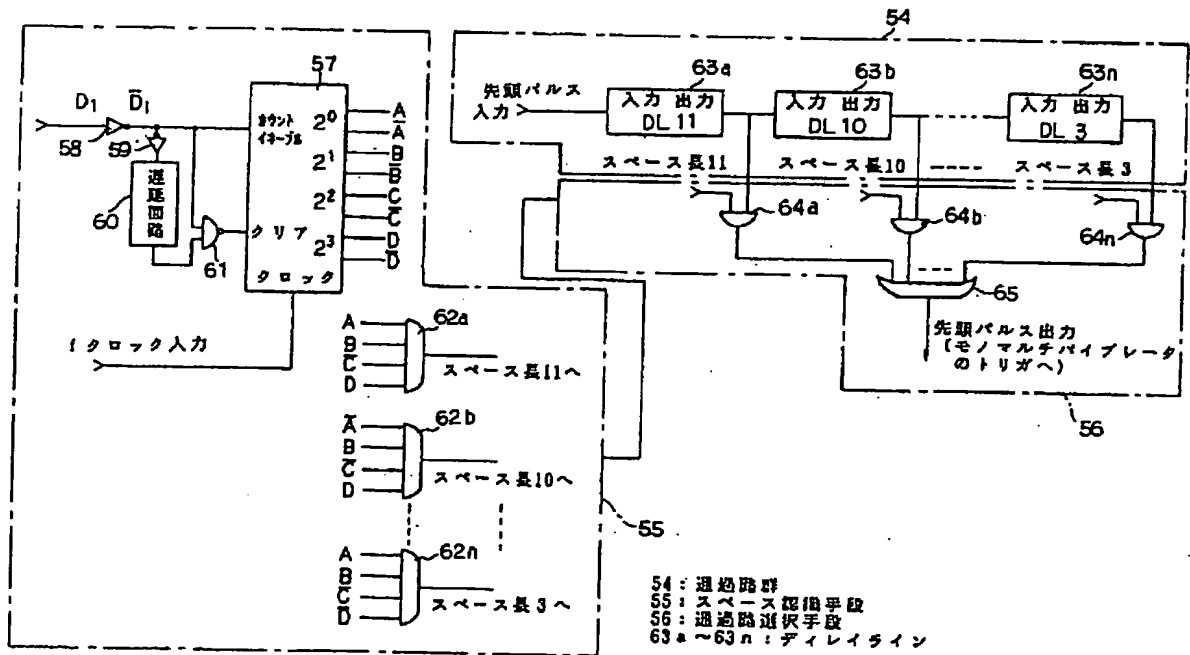 54
57
D₁
D̄₁
58
59
遅延回路
60
61
カウント
イネーブル
クリア
クロック
2⁰
2¹
2²
2³
A
A̅
B
B̅
C
C̅
D
D̅
fクロック入力
A
B
C̅
D
62a
スペース長11へ
A̅
B
C̅
D
62b
スペース長10へ
A
B
C̅
D̅
62n
スペース長3へ
55
先頭パルス
入力
63a
入力 出力
DL 11
63b
入力 出力
DL 10
63n
入力 出力
DL 3
スペース長11
スペース長10
スペース長3
64a
64b
64n
65
先頭パルス出力
(モノマルチバイブレータ
のトリガへ)
56
54:通過路群
55:スペース認識手段
56:通過路選択手段
63a~63n:ディレイライン